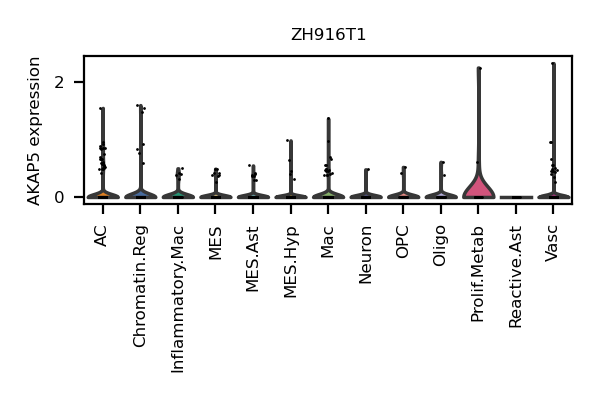 ZH916T1
AKAP5 expression
2
0
AC
Chromatin.Reg
Inflammatory.Mac
MES
MES.Ast
MES.Hyp
Mac
Neuron
OPC
Oligo
Prolif.Metab
Reactive.Ast
Vasc